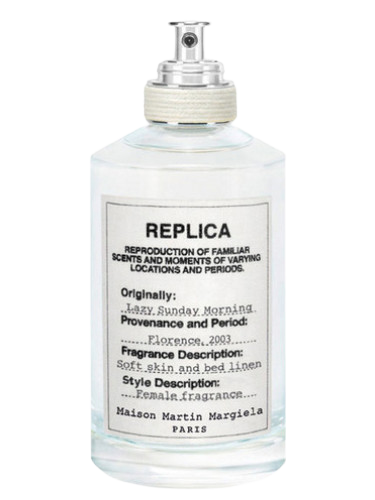 REPLICA
REPRODUCTION OF FAMILIAR
SCENTS AND MOMENTS OF VARYING
LOCATIONS AND PERIODS.
Originally:
Lazy Sunday Morning
Provenance and Period:
Florence, 2003
Fragrance Description:
Soft skin and bed linen
Style Description:
Female fragrance
Maison Martin Margiela
PARIS